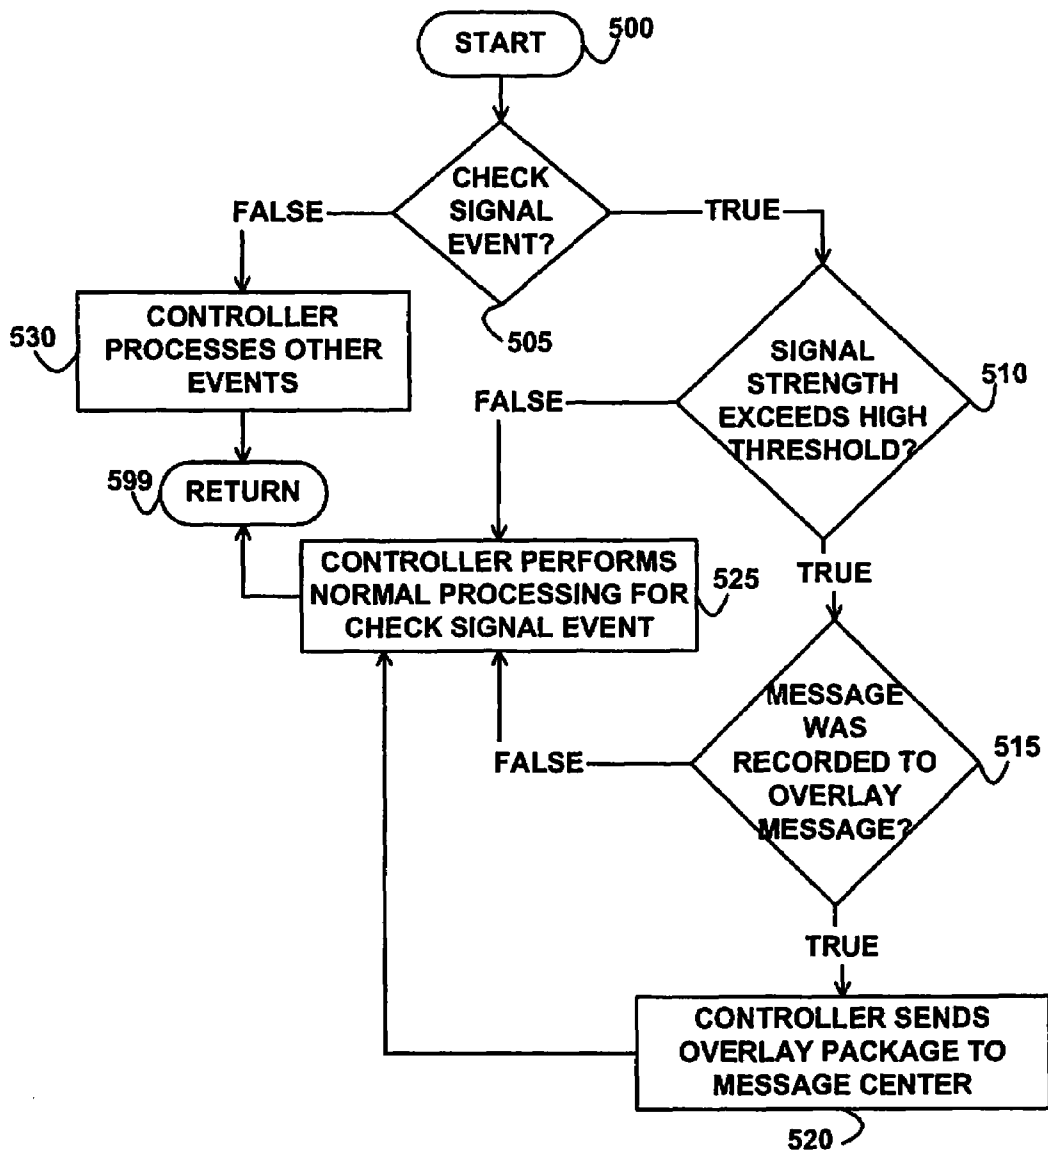 START
500
CHECK
SIGNAL
EVENT?
505
FALSE
TRUE
CONTROLLER
PROCESSES OTHER
EVENTS
530
SIGNAL
STRENGTH
EXCEEDS HIGH
THRESHOLD?
510
FALSE
RETURN
599
CONTROLLER PERFORMS
NORMAL PROCESSING FOR
CHECK SIGNAL EVENT
525
TRUE
MESSAGE
WAS
RECORDED TO
OVERLAY
MESSAGE?
515
FALSE
TRUE
CONTROLLER SENDS
OVERLAY PACKAGE TO
MESSAGE CENTER
520